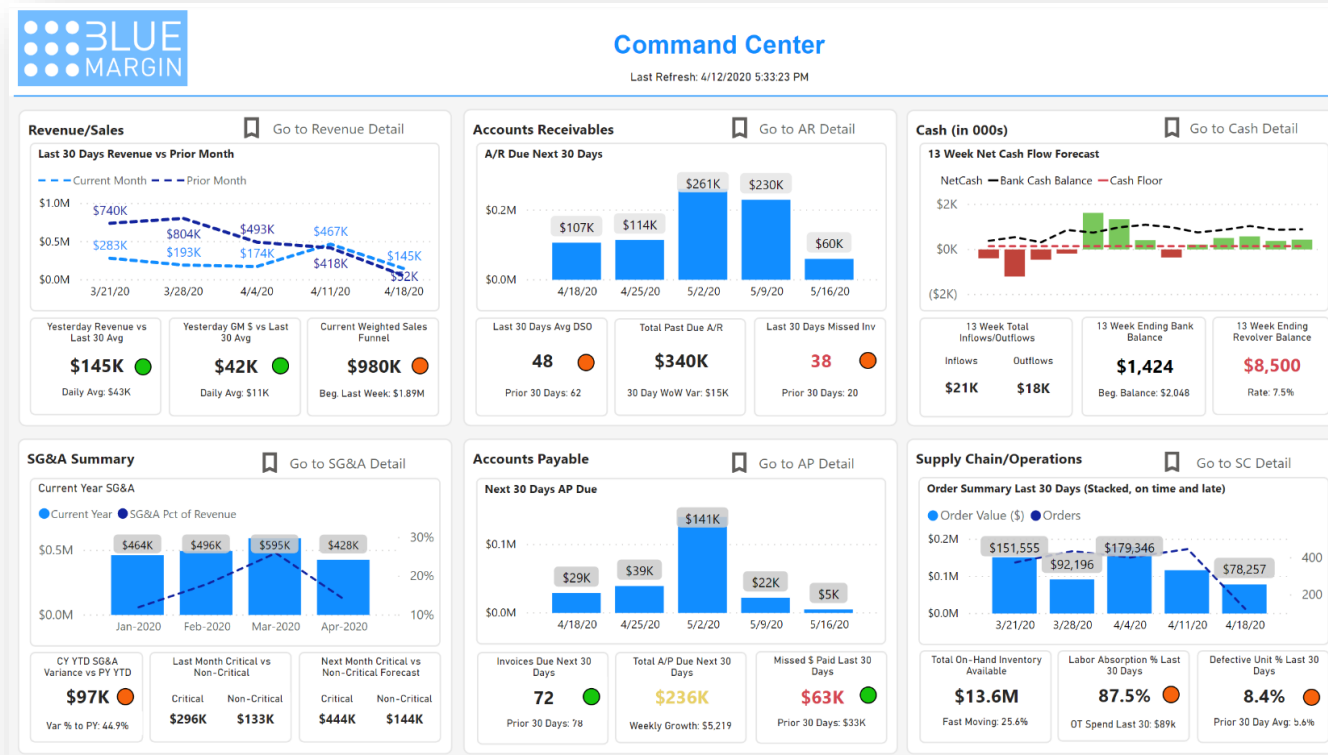 BLUE
MARGIN
Command Center
Last Refresh: 4/12/2020 5:33:23 PM
Revenue/Sales
Go to Revenue Detail
Last 30 Days Revenue vs Prior Month
Current Month
Prior Month
$1.0M
$0.5M
$0.0M
$740K
$804K
$493K
$467K
$145K
$283K
$193K
$174K
$418K
$52K
3/21/20
3/28/20
4/4/20
4/11/20
4/18/20
Yesterday Revenue vs
Last 30 Avg
$145K
Daily Avg: $43K
Yesterday GM $ vs Last
30 Avg
$42K
Daily Avg: $11K
Current Weighted Sales
Funnel
$980K
Beg. Last Week: $1.89M
Accounts Receivables
Go to AR Detail
A/R Due Next 30 Days
$0.2M
$0.0M
$107K
$114K
$261K
$230K
$60K
4/18/20
4/25/20
5/2/20
5/9/20
5/16/20
Last 30 Days Avg DSO
48
Prior 30 Days: 62
Total Past Due A/R
$340K
30 Day WoW Var: $15K
Last 30 Days Missed Inv
38
Prior 30 Days: 20
Cash (in 000s)
Go to Cash Detail
13 Week Net Cash Flow Forecast
NetCash
Bank Cash Balance
Cash Floor
$2K
$0K
($2K)
13 Week Total
Inflows/Outflows
Inflows
Outflows
$21K
$18K
13 Week Ending Bank
Balance
$1,424
Beg. Balance: $2,048
13 Week Ending
Revolver Balance
$8,500
Rate: 7.5%
SG&A Summary
Go to SG&A Detail
Current Year SG&A
Current Year
SG&A Pct of Revenue
$0.5M
$0.0M
$464K
$496K
$595K
$428K
30%
20%
10%
Jan-2020
Feb-2020
Mar-2020
Apr-2020
CY YTD SG&A
Variance vs PY YTD
$97K
Var % to PY: 44.9%
Last Month Critical vs
Non-Critical
Critical
Non-Critical
$296K
$133K
Next Month Critical vs
Non-Critical Forecast
Critical
Non-Critical
$444K
$144K
Accounts Payable
Go to AP Detail
Next 30 Days AP Due
$0.1M
$0.0M
$29K
$39K
$141K
$22K
$5K
4/18/20
4/25/20
5/2/20
5/9/20
5/16/20
Invoices Due Next 30
Days
72
Prior 30 Days: 78
Total A/P Due Next 30
Days
$236K
Weekly Growth: $5,219
Missed $ Paid Last 30
Days
$63K
Prior 30 Days: $33K
Supply Chain/Operations
Go to SC Detail
Order Summary Last 30 Days (Stacked, on time and late)
Order Value ($)
Orders
$0.2M
$0.1M
$0.0M
$151,555
$92,196
$179,346
$78,257
400
200
3/21/20
3/28/20
4/4/20
4/11/20
4/18/20
Total On-Hand Inventory
Available
$13.6M
Fast Moving: 25.6%
Labor Absorption % Last
30 Days
87.5%
OT Spend Last 30: $89k
Defective Unit % Last 30
Days
8.4%
Prior 30 Day Avg: 5.6%